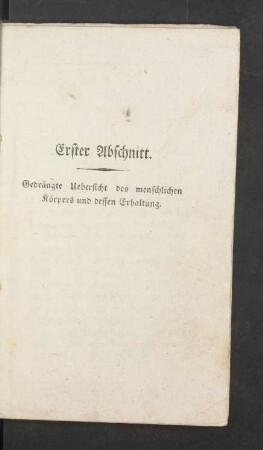 Erster Abschnitt.
Gedrängte Uebersicht des menschlichen
Körpers und dessen Erhaltung.